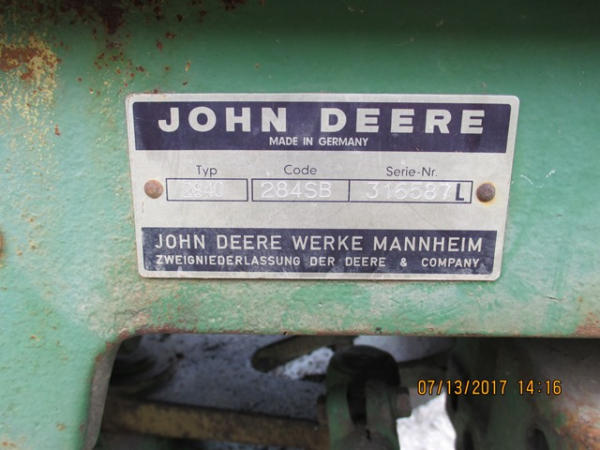 JOHN DEERE
MADE IN GERMANY
Typ Code Serie-Nr.
2840 284SB 316587L
JOHN DEERE WERKE MANNHEIM
ZWEIGNIEDERLASSUNG DER DEERE & COMPANY
07/13/2017 14:16